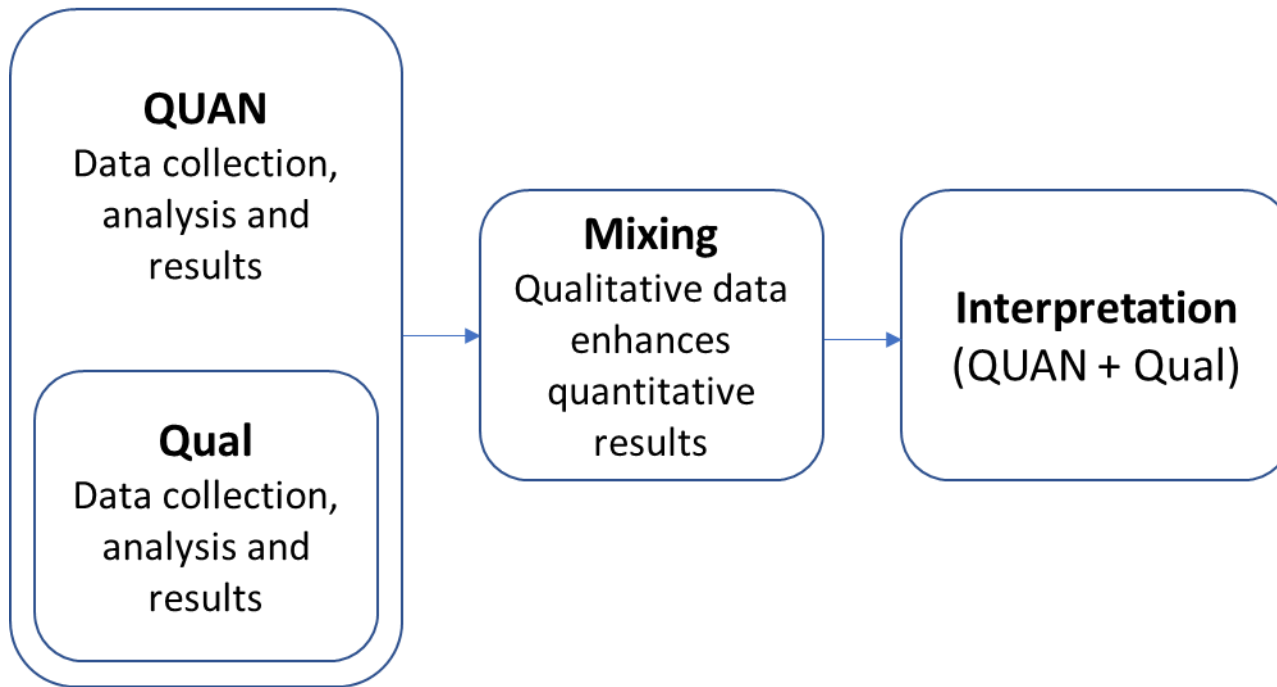 QUAN
Data collection,
analysis and
results
Qual
Data collection,
analysis and
results
Mixing
Qualitative data
enhances
quantitative
results
Interpretation
(QUAN + Qual)